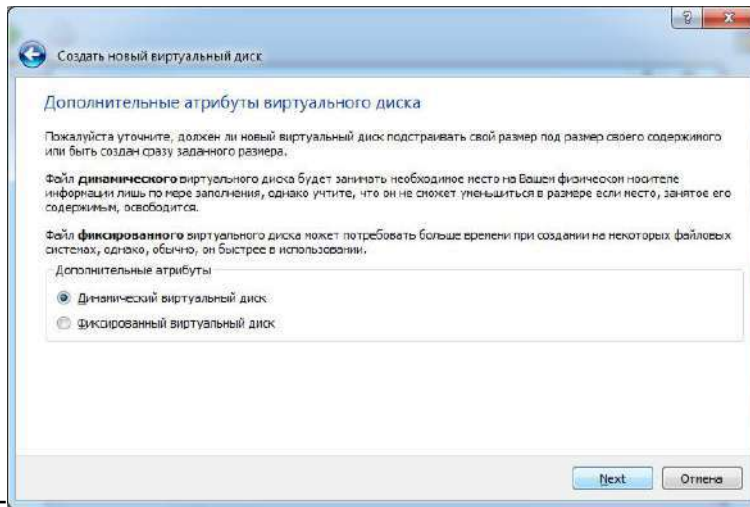 Создать новый виртуальный диск
Дополнительные атрибуты виртуального диска
Пожалуйста уточните, должен ли новый виртуальный диск подстраивать свой размер под размер своего содержимого
или быть создан сразу заданного размера.
Файл динамического виртуального диска будет занимать необходимое место на Вашем физическом носителе
информации лишь по мере заполнения, однако учтите, что он не сможет уменьшиться в размере если место, занятое его
содержимым, освободится.
Файл фиксированного виртуального диска может потребовать больше времени при создании на некоторых файловых
системах, однако, обычно, он быстрее в использовании.
Дополнительные атрибуты
Динамический виртуальный диск
Фиксированный виртуальный диск
Next
Отмена